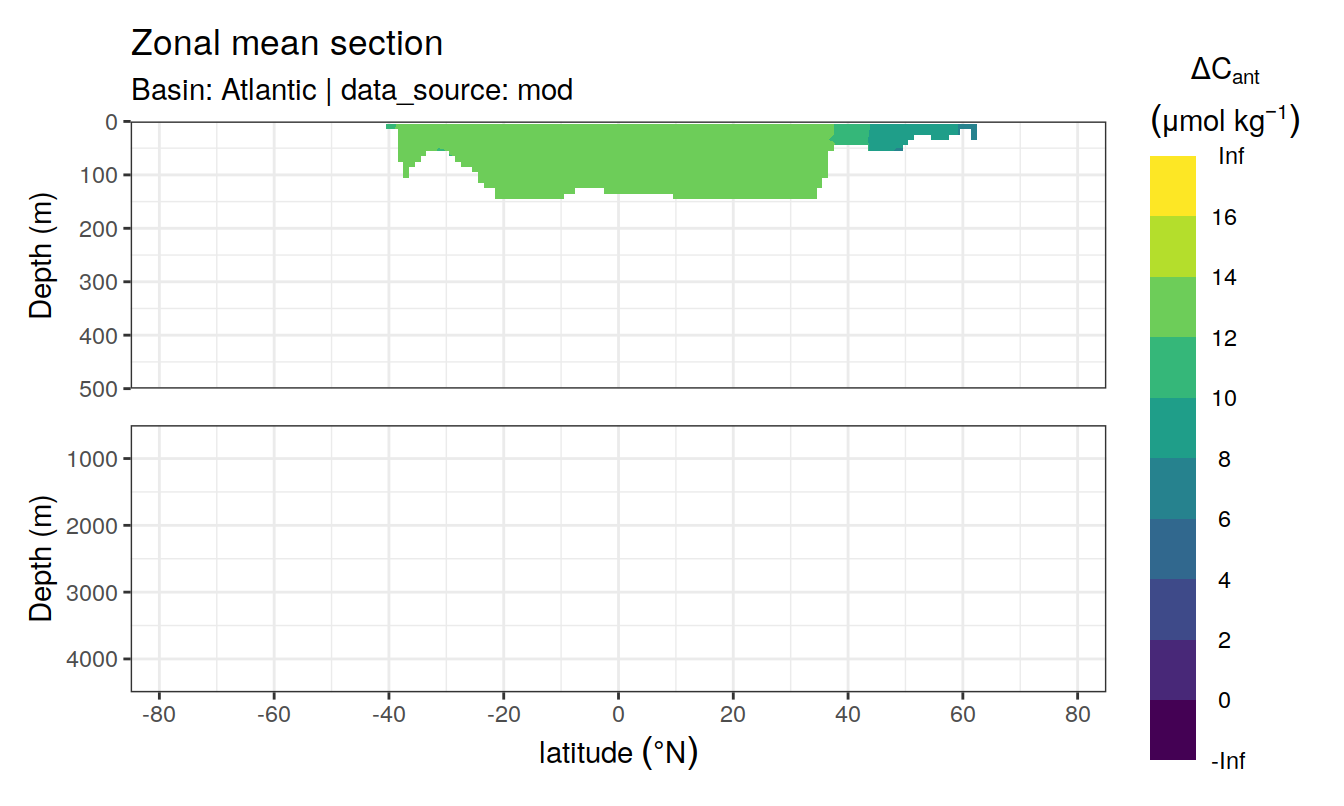 Zonal mean section
Basin: Atlantic | data_source: mod
ΔCant
(μmol kg⁻¹)
Inf
16
14
12
10
8
6
4
2
0
-Inf
Depth (m)
0
100
200
300
400
500
Depth (m)
1000
2000
3000
4000
-80 -60 -40 -20 0 20 40 60 80
latitude (°N)